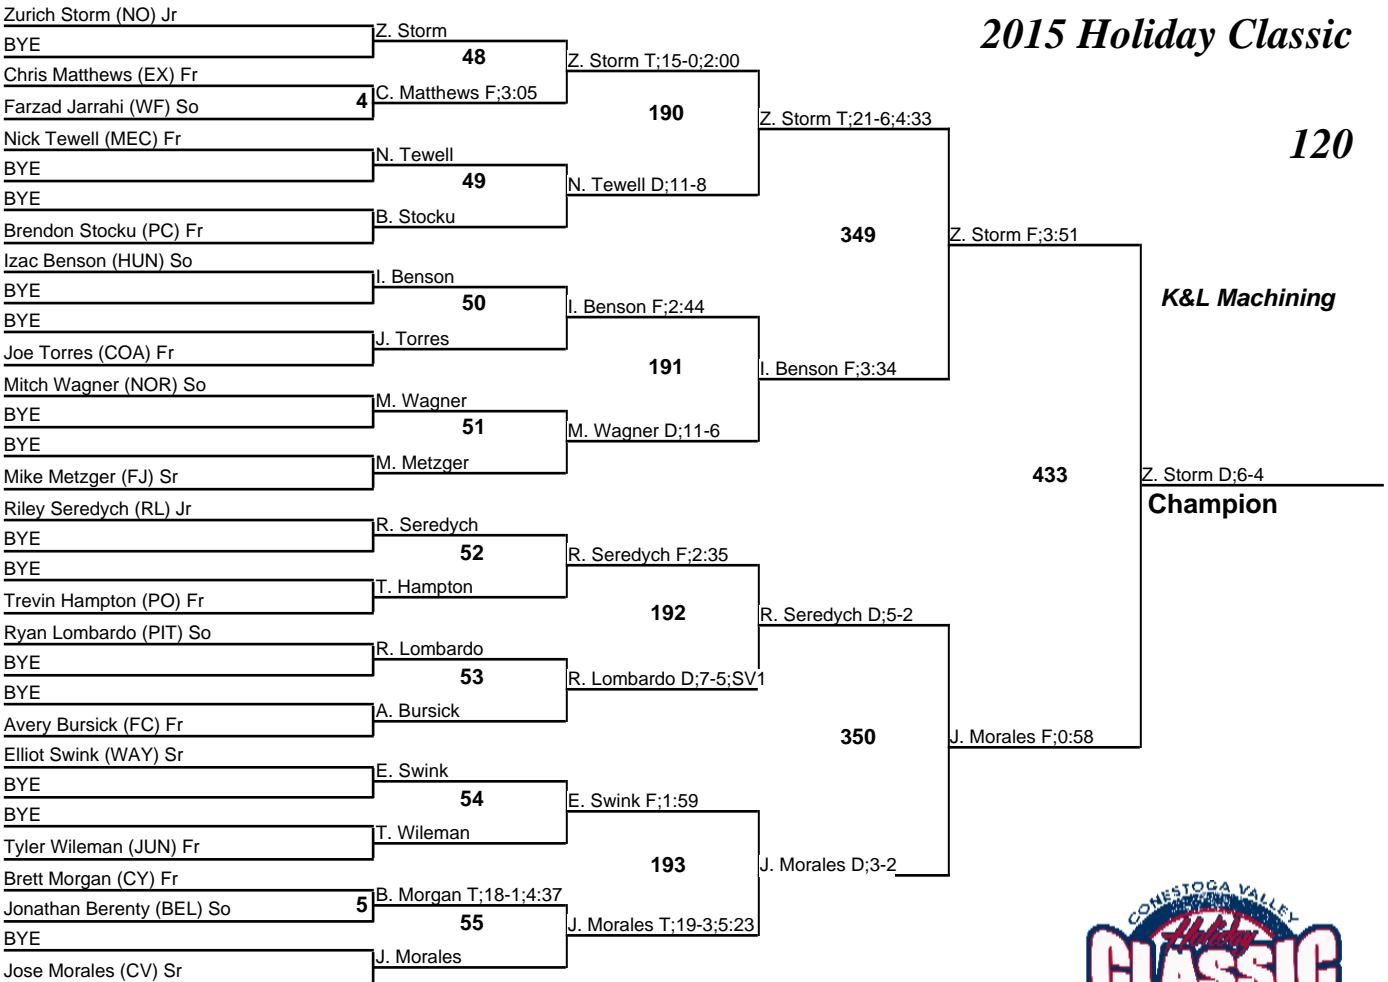 2015 Holiday Classic
120
Zurich Storm (NO) Jr
BYE
Chris Matthews (EX) Fr
Farzad Jarrahi (WF) So
Nick Tewell (MEC) Fr
BYE
BYE
Brendon Stocku (PC) Fr
Izac Benson (HUN) So
BYE
BYE
Joe Torres (COA) Fr
Mitch Wagner (NOR) So
BYE
BYE
Mike Metzger (FJ) Sr
Riley Seredych (RL) Jr
BYE
BYE
Trevin Hampton (PO) Fr
Ryan Lombardo (PIT) So
BYE
BYE
Avery Bursick (FC) Fr
Elliot Swink (WAY) Sr
BYE
BYE
Tyler Wileman (JUN) Fr
Brett Morgan (CY) Fr
Jonathan Berenty (BEL) So
BYE
Jose Morales (CV) Sr
4
5
Z. Storm
48
C. Matthews F;3:05
N. Tewell
49
B. Stocku
I. Benson
50
J. Torres
M. Wagner
51
M. Metzger
R. Seredych
52
T. Hampton
R. Lombardo
53
A. Bursick
E. Swink
54
T. Wileman
B. Morgan T;18-1;4:37
55
J. Morales
Z. Storm T;15-0;2:00
190
N. Tewell D;11-8
I. Benson F;2:44
191
M. Wagner D;11-6
R. Seredych F;2:35
192
R. Lombardo D;7-5;SV1
E. Swink F;1:59
193
J. Morales T;19-3;5:23
Z. Storm T;21-6;4:33
349
I. Benson F;3:34
R. Seredych D;5-2
350
J. Morales D;3-2
Z. Storm F;3:51
433
J. Morales F;0:58
K&L Machining
Z. Storm D;6-4
Champion
CONESTOGA VALLEY
Holiday
CLASSIC